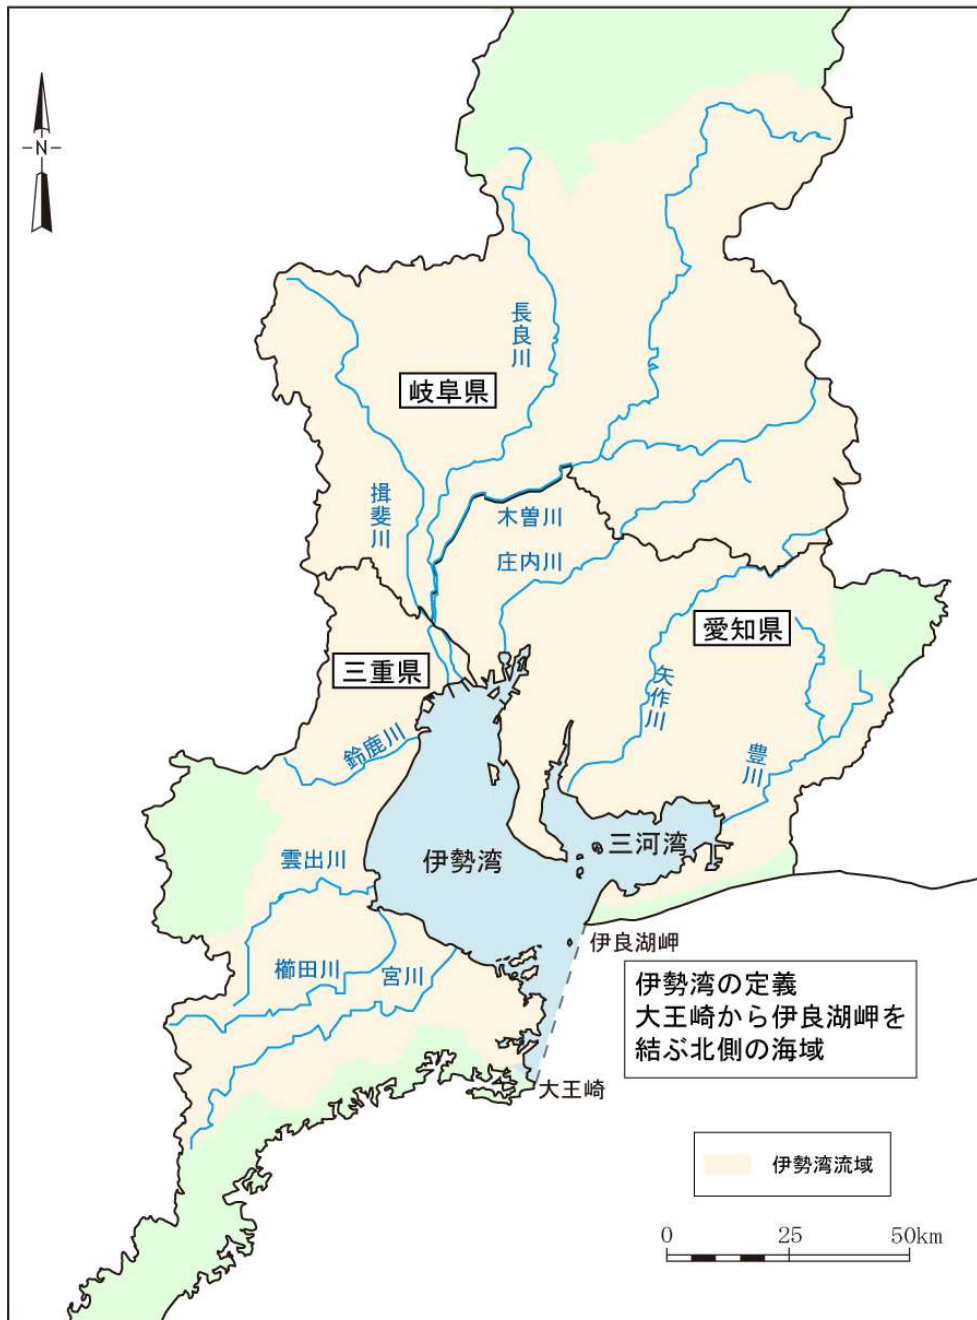 N
長良川
岐阜県
揖斐川
木曽川
庄内川
愛知県
三重県
矢作川
鈴鹿川
豊川
三河湾
雲出川
伊勢湾
伊良湖岬
櫛田川
宮川
伊勢湾の定義
大王崎から伊良湖岬を
結ぶ北側の海域
大王崎
伊勢湾流域
0 25 50km